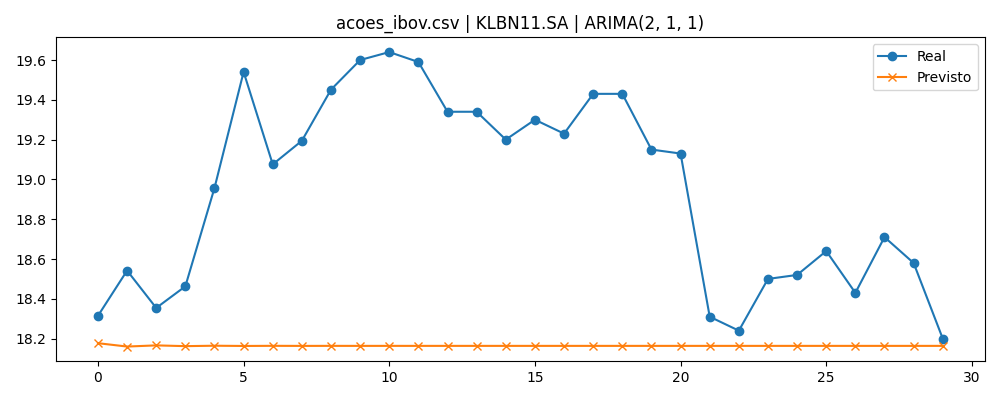 acoes_ibov.csv | KLBN11.SA | ARIMA(2, 1, 1)
Real
Previsto
19.6
19.4
19.2
19.0
18.8
18.6
18.4
18.2
0 5 10 15 20 25 30